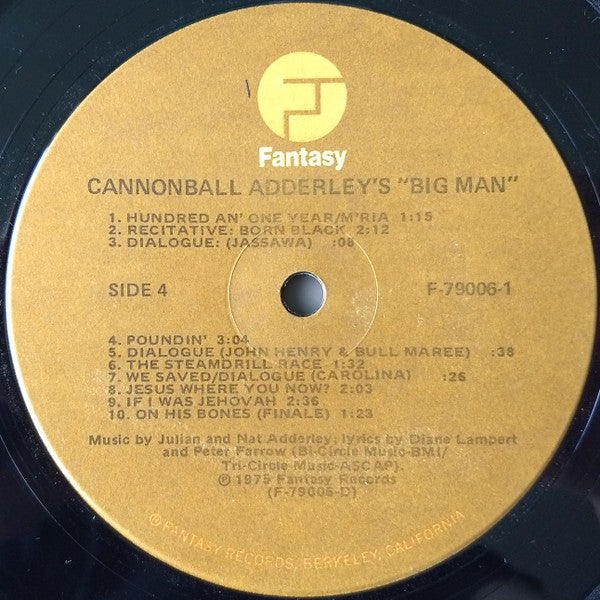 Fantasy
CANNONBALL ADDERLEY'S "BIG MAN"
1. HUNDRED AN' ONE YEAR/M'RIA 1:15
2. RECITATIVE: BORN BLACK 2:12
3. DIALOGUE: (JASSAWA) :08
SIDE 4
F-79006-1
4. POUNDIN' 3:04
5. DIALOGUE (JOHN HENRY & BULL MAREE) :38
6. THE STEAMDRILL RACE 1:32
7. WE SAVED/DIALOGUE (CAROLINA) :26
8. JESUS WHERE YOU NOW? 2:03
9. IF I WAS JEHOVAH 2:36
10. ON HIS BONES (FINALE) 1:23
Music by Julian and Nat Adderley; lyrics by Diane Lampert
and Peter Farrow (Bi-Circle Music-BMI/
Tri-Circle Music-ASCAP).
℗ 1975 Fantasy Records
(F-79006-D)
© FANTASY RECORDS, BERKELEY, CALIFORNIA